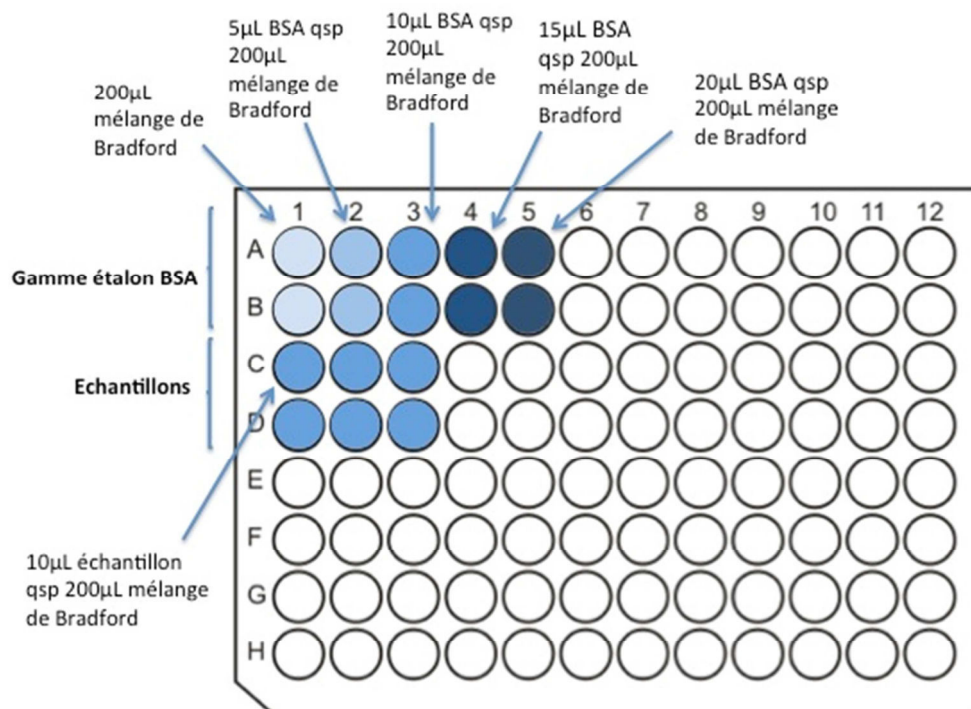 200µL
mélange de
Bradford
5µL BSA qsp
200µL
mélange de
Bradford
10µL BSA qsp
200µL
mélange de
Bradford
15µL BSA
qsp 200µL
mélange de
Bradford
20µL BSA qsp
200µL mélange
de Bradford
1 2 3 4 5 6 7 8 9 10 11 12
Gamme étalon BSA
A
B
Echantillons
C
D
E
F
G
H
10µL échantillon
qsp 200µL mélange
de Bradford